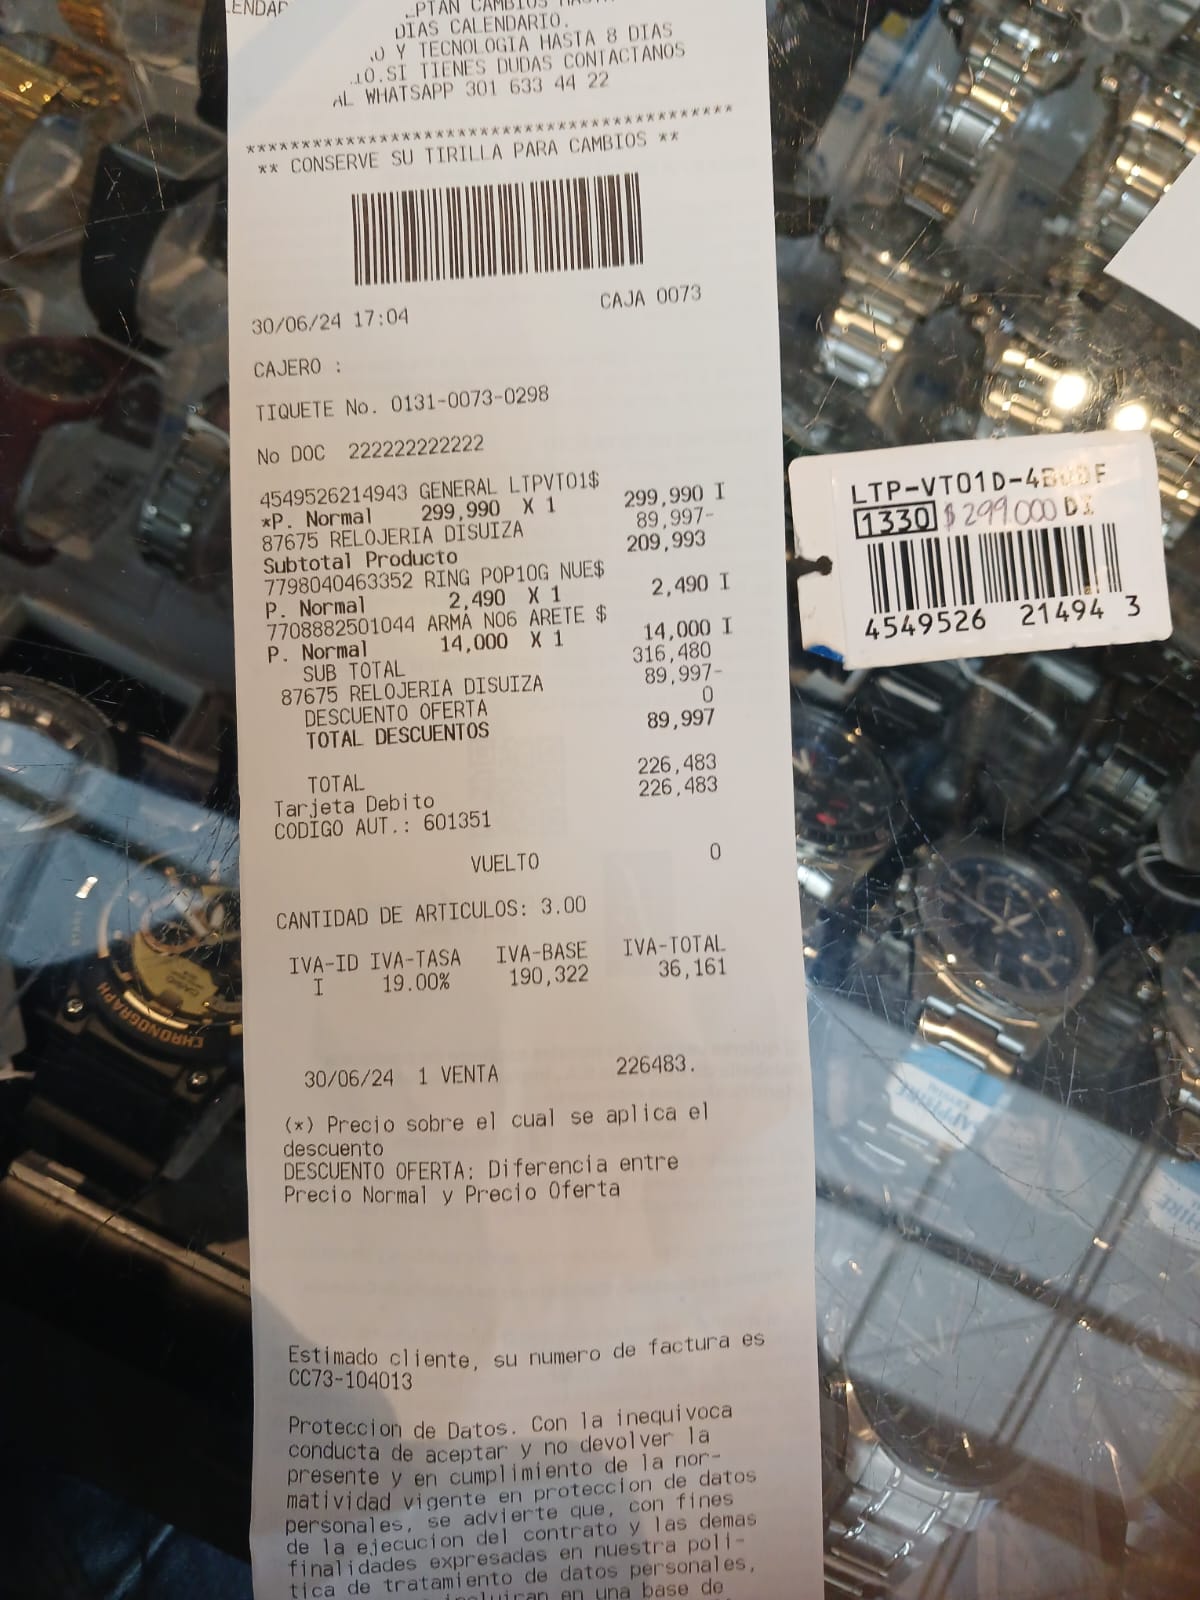 CAMBIOS
DIAS CALENDARIO.
Y TECNOLOGIA HASTA 8 DIAS
SI TIENES DUDAS CONTACTANOS
AL WHATSAPP 301 633 44 22
****************************************
** CONSERVE SU TIRILLA PARA CAMBIOS **
30/06/24 17:04 CAJA 0073
CAJERO :
TIQUETE No. 0131-0073-0298
No DOC 222222222222
4549526214943 GENERAL LTPVT01$
*P. Normal 299,990 X 1 299,990 I
87675 RELOJERIA DISUIZA 89,997-
Subtotal Producto 209,993
7798040463352 RING POP10G NUE$
P. Normal 2,490 X 1 2,490 I
7708882501044 ARMA NO6 ARETE $
P. Normal 14,000 X 1 14,000 I
SUB TOTAL 316,480
87675 RELOJERIA DISUIZA 89,997-
DESCUENTO OFERTA 0
TOTAL DESCUENTOS 89,997
TOTAL 226,483
Tarjeta Debito 226,483
CODIGO AUT.: 601351
VUELTO 0
CANTIDAD DE ARTICULOS: 3.00
IVA-ID IVA-TASA IVA-BASE IVA-TOTAL
I 19.00% 190,322 36,161
30/06/24 1 VENTA 226483.
(*) Precio sobre el cual se aplica el
descuento
DESCUENTO OFERTA: Diferencia entre
Precio Normal y Precio Oferta
Estimado cliente, su numero de factura es
CC73-104013
Proteccion de Datos. Con la inequivoca
conducta de aceptar y no devolver la
presente y en cumplimiento de la nor-
matividad vigente en proteccion de datos
personales, se advierte que, con fines
de la ejecucion del contrato y las demas
finalidades expresadas en nuestra poli-
tica de tratamiento de datos personales,
en una base de
1330 $299.000 DI
4549526 21494 3
CHRONOGRAPH
CASIO
SAPPHIRE